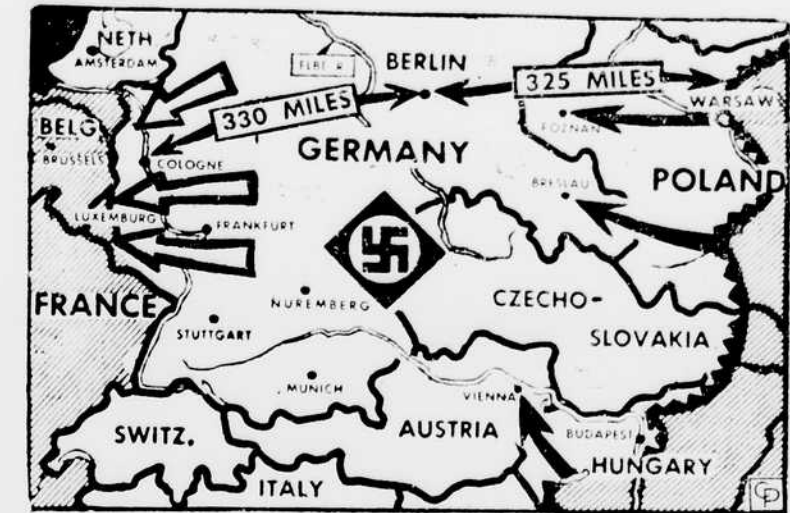 NETH
AMSTERDAM
ELBE R.
BERLIN
325 MILES
330 MILES
WARSAW
POZNAN
BELG
BRUSSELS
COLOGNE
GERMANY
BRESLAU
POLAND
LUXEMBURG
FRANKFURT
FRANCE
NUREMBERG
CZECHO-
STUTTGART
SLOVAKIA
MUNICH
VIENNA
SWITZ.
AUSTRIA
BUDAPEST
HUNGARY
ITALY
CP